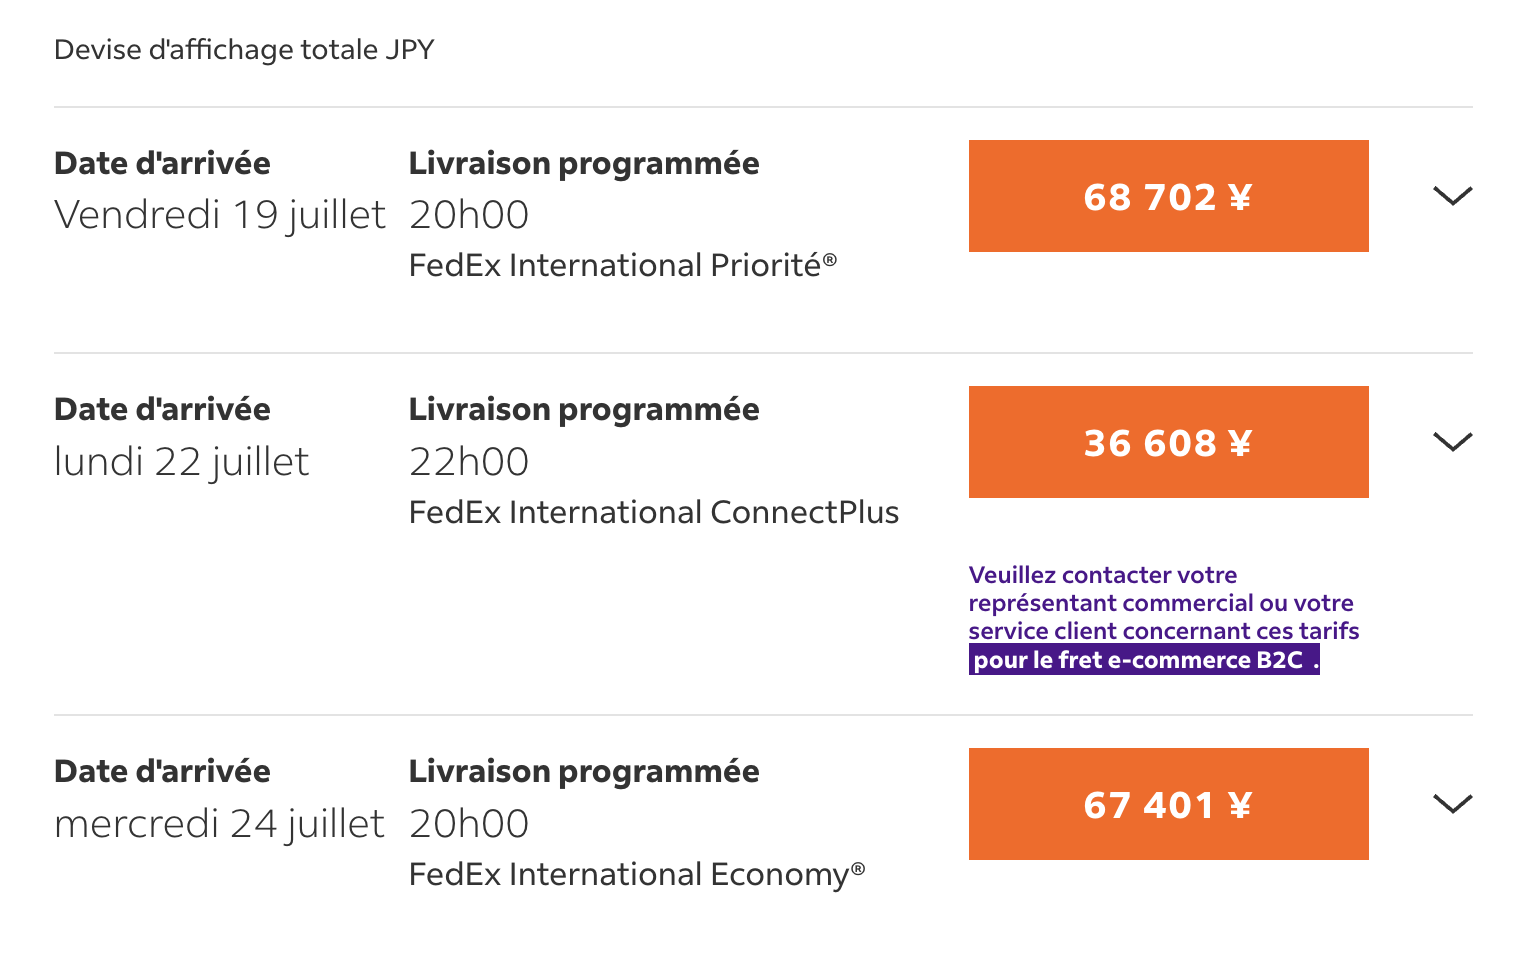 Devise d'affichage totale JPY
Date d'arrivée
Vendredi 19 juillet
Livraison programmée
20h00
FedEx International Priorité®
68 702 ¥
Date d'arrivée
lundi 22 juillet
Livraison programmée
22h00
FedEx International ConnectPlus
36 608 ¥
Veuillez contacter votre
représentant commercial ou votre
service client concernant ces tarifs
pour le fret e-commerce B2C .
Date d'arrivée
mercredi 24 juillet
Livraison programmée
20h00
FedEx International Economy®
67 401 ¥